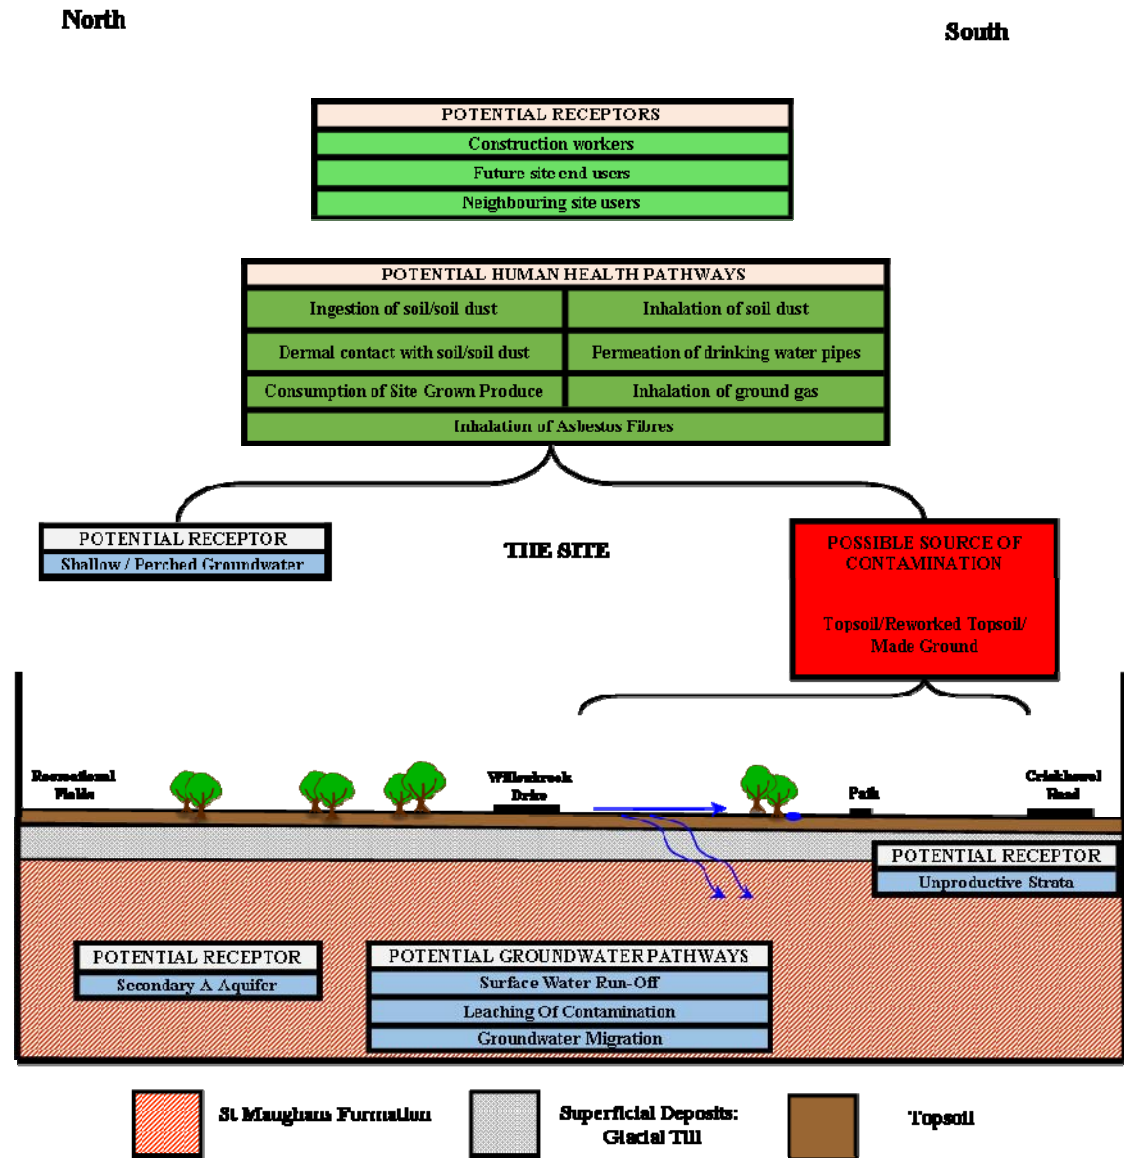 North
South
POTENTIAL RECEPTORS
Construction workers
Future site end users
Neighbouring site users
POTENTIAL HUMAN HEALTH PATHWAYS
Ingestion of soil/soil dust
Inhalation of soil dust
Dermal contact with soil/soil dust
Permeation of drinking water pipes
Consumption of Site Grown Produce
Inhalation of ground gas
Inhalation of Asbestos Fibres
POTENTIAL RECEPTOR
Shallow / Perched Groundwater
THE SITE
POSSIBLE SOURCE OF
CONTAMINATION
Topsoil/Reworked Topsoil/
Made Ground
Recreational
Fields
Willowbrook
Drive
Path
Crickhowel
Road
POTENTIAL RECEPTOR
Unproductive Strata
POTENTIAL RECEPTOR
Secondary A Aquifer
POTENTIAL GROUNDWATER PATHWAYS
Surface Water Run-Off
Leaching Of Contamination
Groundwater Migration
St Maughans Formation
Superficial Deposits:
Glacial Till
Topsoil